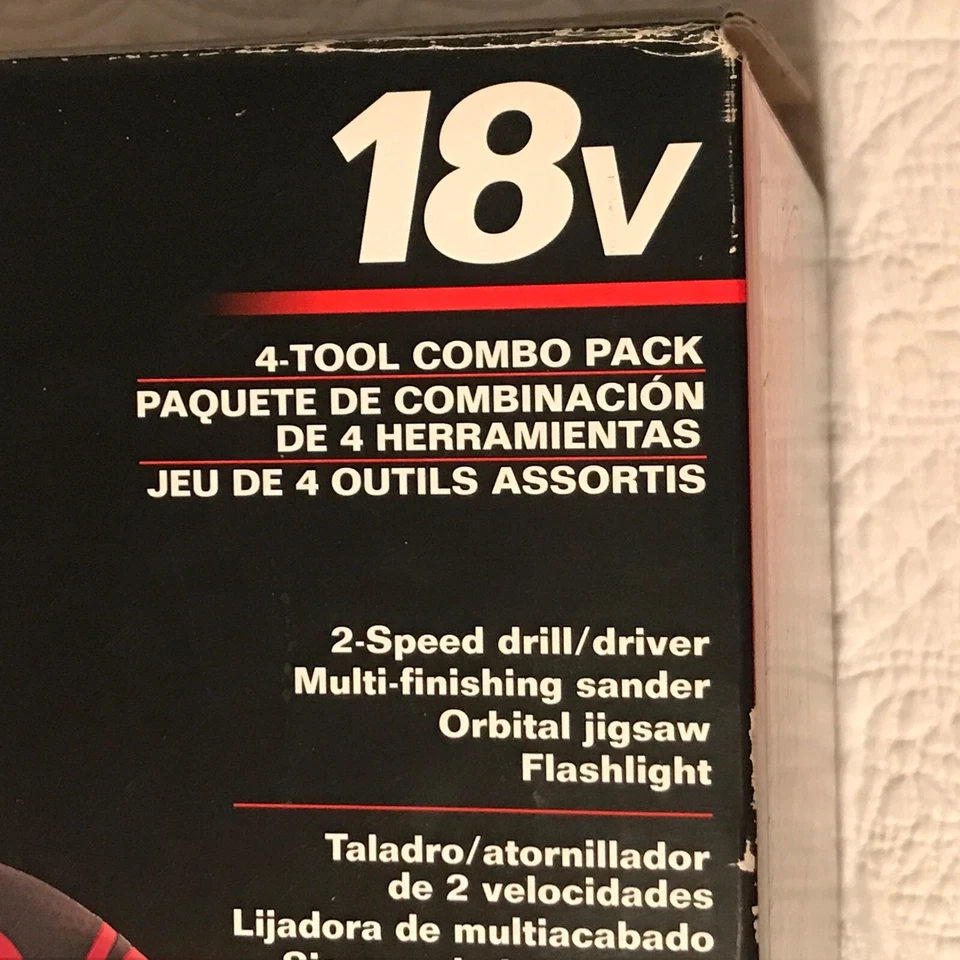 18V
4-TOOL COMBO PACK
PAQUETE DE COMBINACIÓN
DE 4 HERRAMIENTAS
JEU DE 4 OUTILS ASSORTIS
2-Speed drill/driver
Multi-finishing sander
Orbital jigsaw
Flashlight
Taladro/atornillador
de 2 velocidades
Lijadora de multiacabado